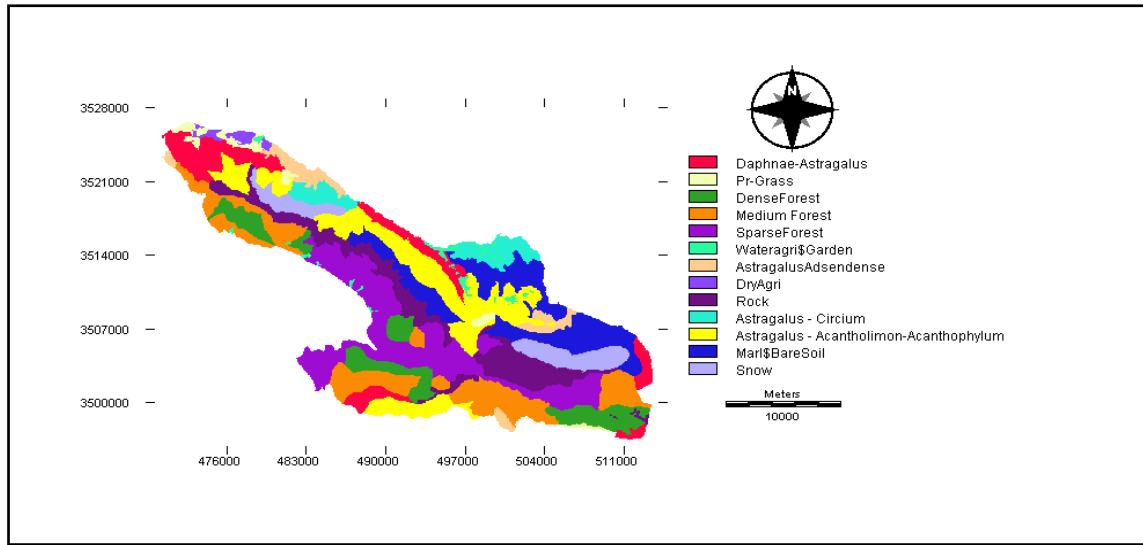 N
3528000
3521000
3514000
3507000
3500000
476000 483000 490000 497000 504000 511000
Daphnae-Astragalus
Pr-Grass
DenseForest
Medium Forest
SparseForest
Wateragri$Garden
AstragalusAdsendense
DryAgri
Rock
Astragalus - Circium
Astragalus - Acantholimon-Acanthophylum
Marl$BareSoil
Snow
Meters
10000